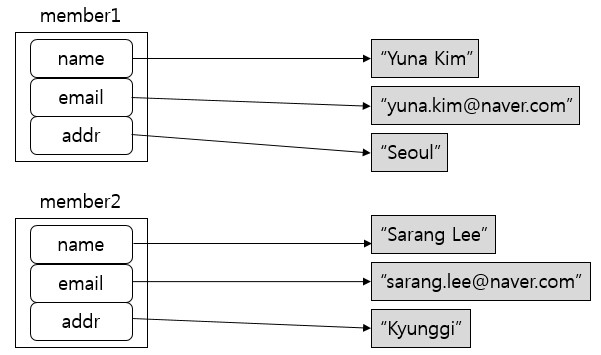 member1
name
“Yuna Kim”
email
“yuna.kim@naver.com”
addr
“Seoul”
member2
name
“Sarang Lee”
email
“sarang.lee@naver.com”
addr
“Kyunggi”